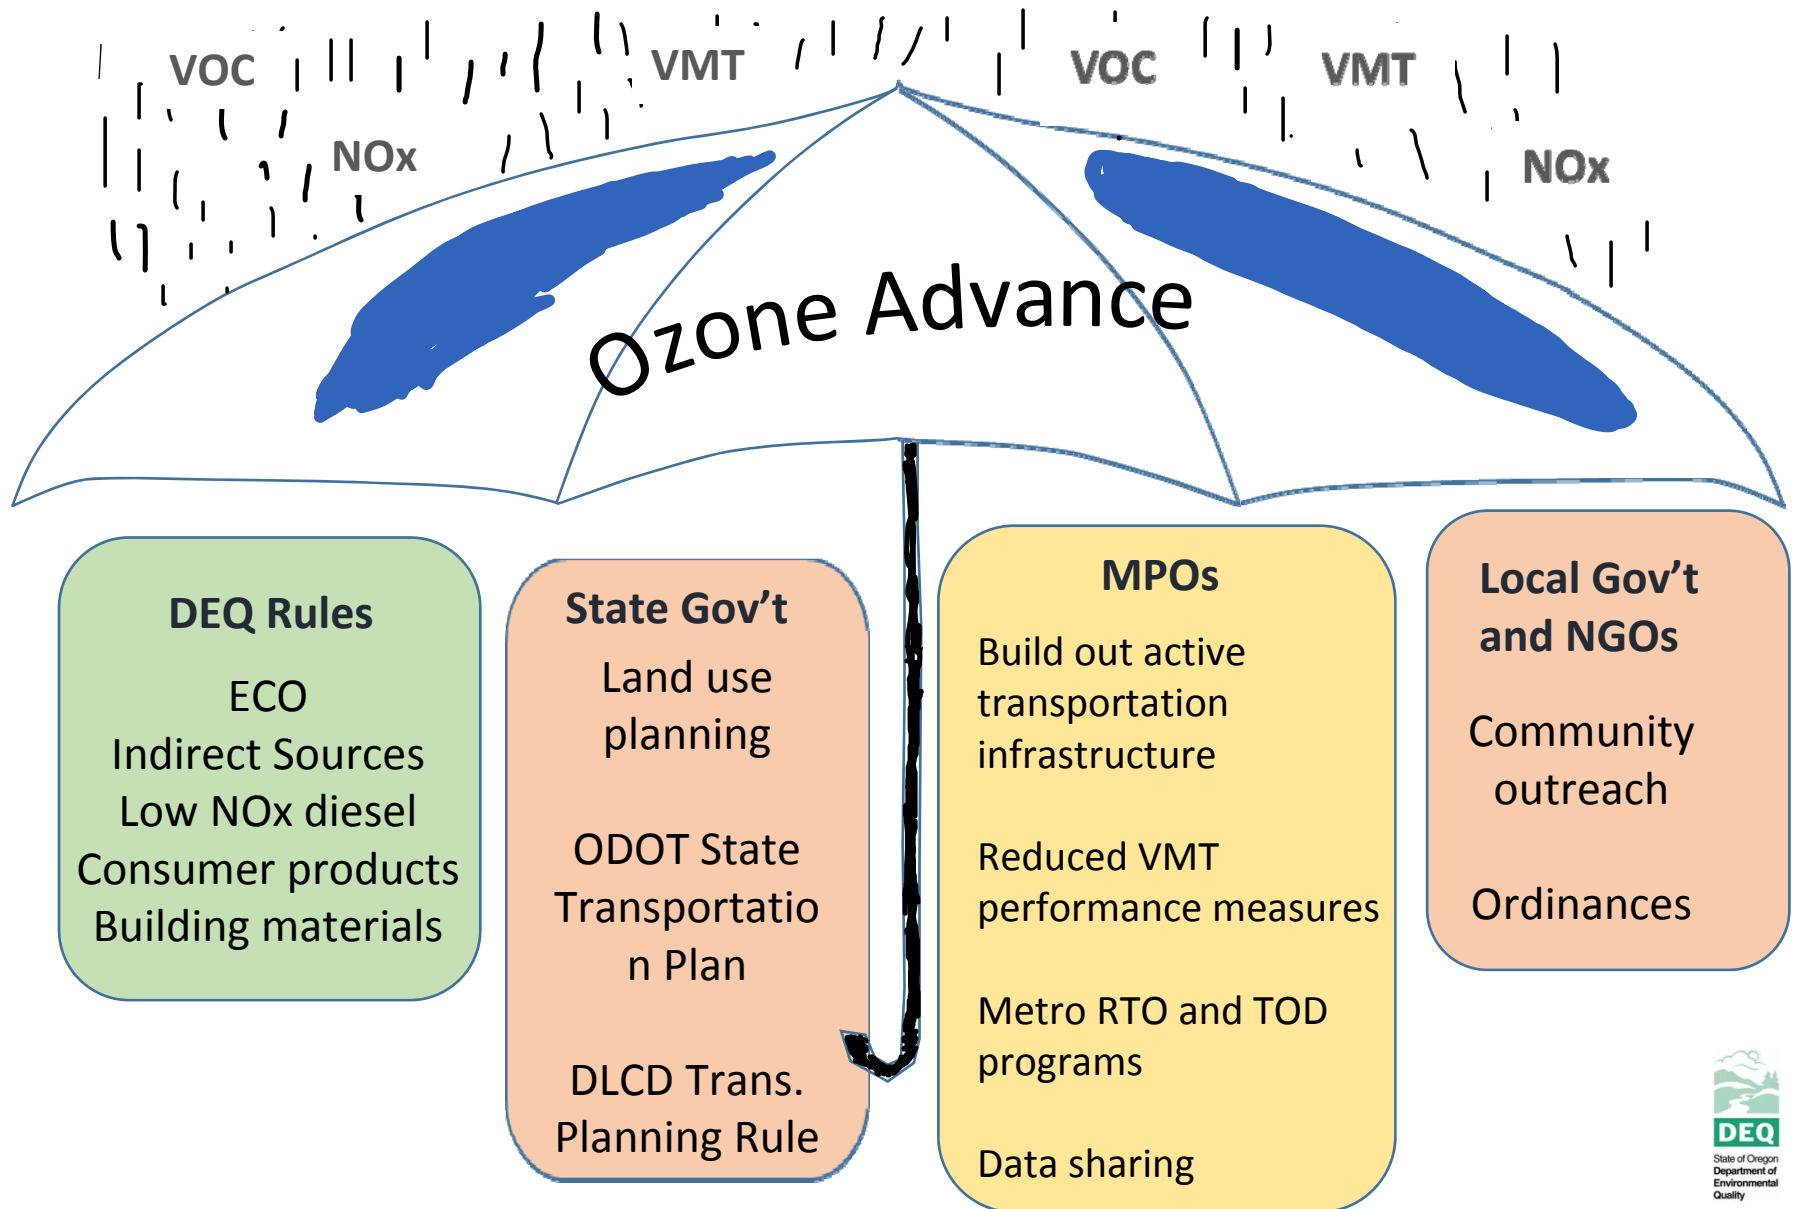 VOC
VMT
VOC
VMT
NOx
NOx
Ozone Advance
DEQ Rules
ECO
Indirect Sources
Low NOx diesel
Consumer products
Building materials
State Gov't
Land use
planning
ODOT State
Transportatio
n Plan
DLCD Trans.
Planning Rule
MPOs
Build out active
transportation
infrastructure
Reduced VMT
performance measures
Metro RTO and TOD
programs
Data sharing
Local Gov't
and NGOs
Community
outreach
Ordinances
DEQ
State of Oregon
Department of
Environmental
Quality